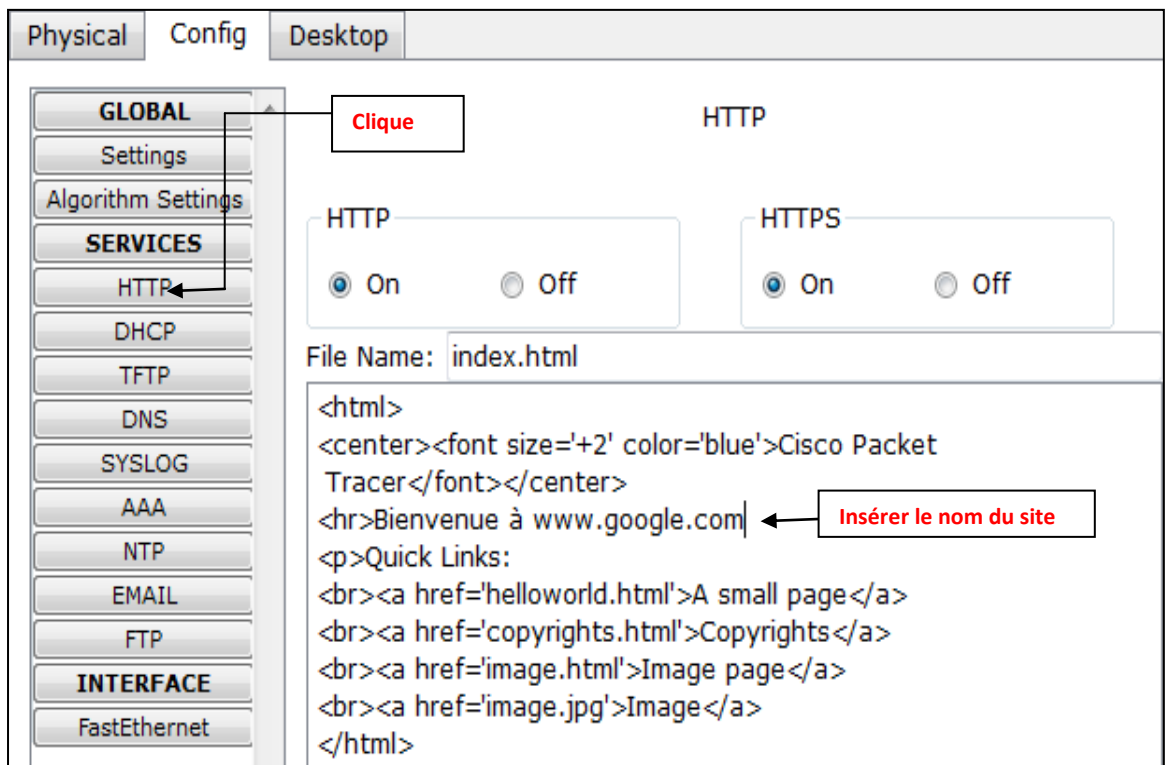 Physical Config Desktop
GLOBAL
Settings
Algorithm Settings
SERVICES
HTTP
DHCP
TFTP
DNS
SYSLOG
AAA
NTP
EMAIL
FTP
INTERFACE
FastEthernet
Clique
HTTP
HTTP
On Off
HTTPS
On Off
File Name: index.html
<html>
<center><font size='+2' color='blue'>Cisco Packet
Tracer</font></center>
<hr>Bienvenue à www.google.com
Insérer le nom du site
<p>Quick Links:
<br><a href='helloworld.html'>A small page</a>
<br><a href='copyrights.html'>Copyrights</a>
<br><a href='image.html'>Image page</a>
<br><a href='image.jpg'>Image</a>
</html>